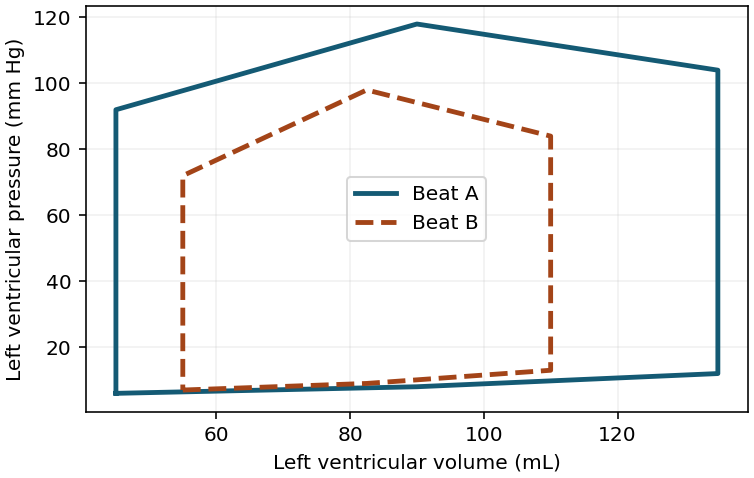 Left ventricular pressure (mm Hg)
120
100
80
60
40
20
Beat A
Beat B
60
80
100
120
Left ventricular volume (mL)